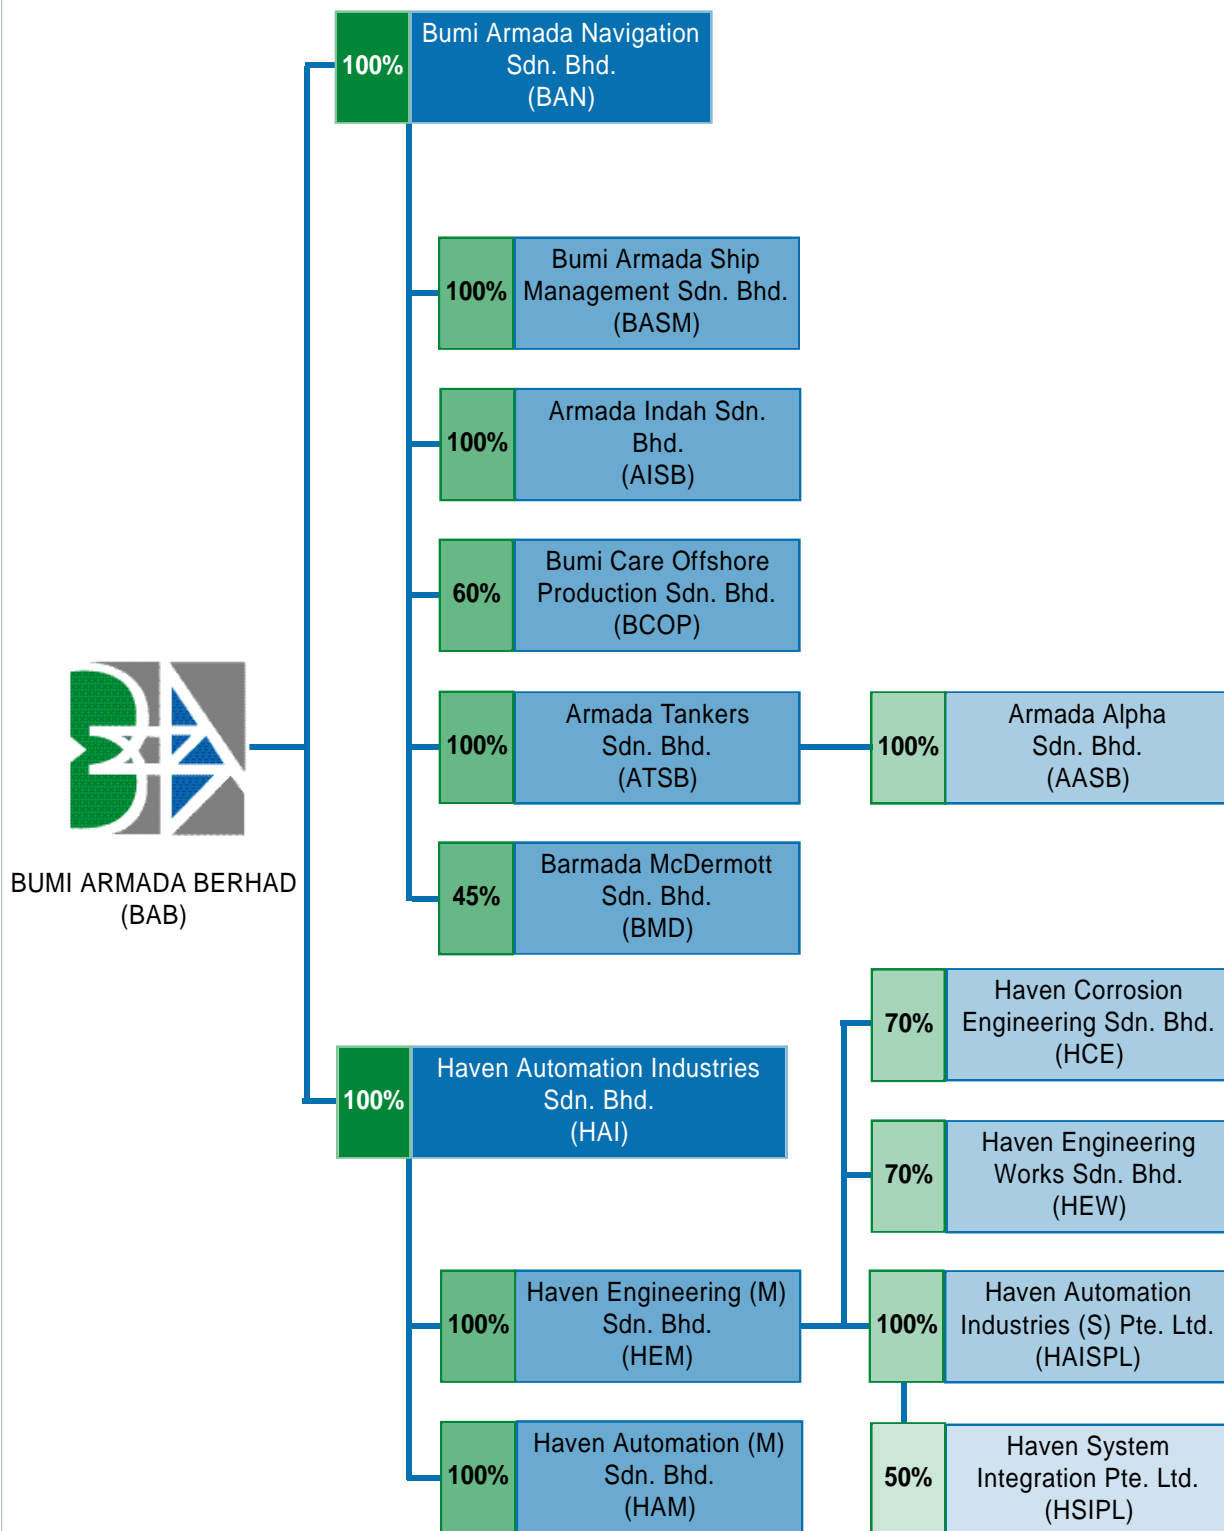 100%
Bumi Armada Navigation
Sdn. Bhd.
(BAN)
100%
Bumi Armada Ship
Management Sdn. Bhd.
(BASM)
100%
Armada Indah Sdn.
Bhd.
(AISB)
60%
Bumi Care Offshore
Production Sdn. Bhd.
(BCOP)
100%
Armada Tankers
Sdn. Bhd.
(ATSB)
100%
Armada Alpha
Sdn. Bhd.
(AASB)
45%
Barmada McDermott
Sdn. Bhd.
(BMD)
BUMI ARMADA BERHAD
(BAB)
100%
Haven Automation Industries
Sdn. Bhd.
(HAI)
70%
Haven Corrosion
Engineering Sdn. Bhd.
(HCE)
70%
Haven Engineering
Works Sdn. Bhd.
(HEW)
100%
Haven Engineering (M)
Sdn. Bhd.
(HEM)
100%
Haven Automation
Industries (S) Pte. Ltd.
(HAISPL)
100%
Haven Automation (M)
Sdn. Bhd.
(HAM)
50%
Haven System
Integration Pte. Ltd.
(HSIPL)